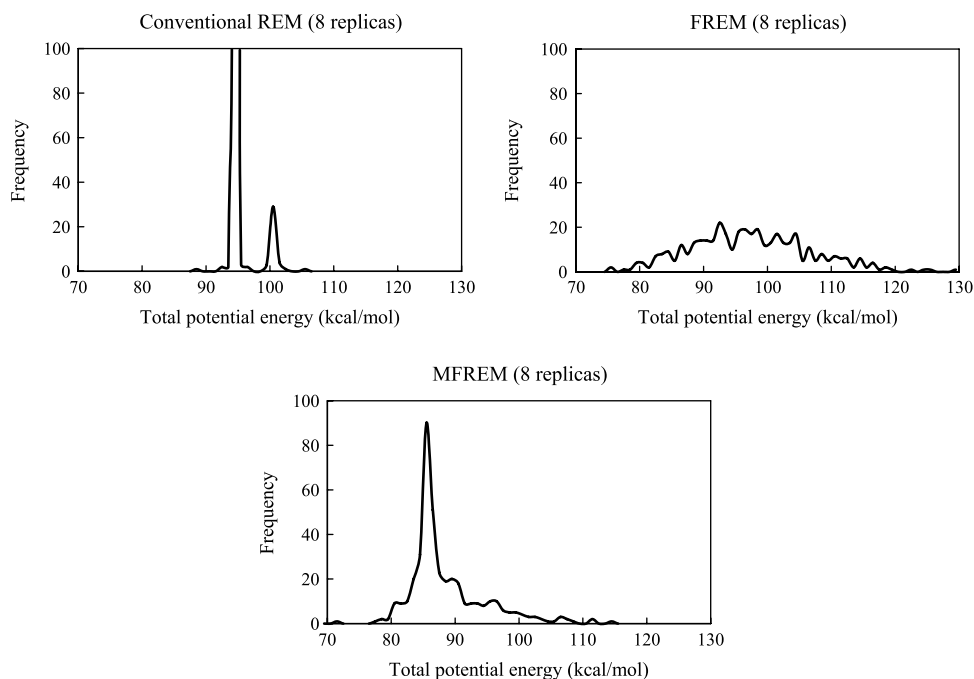 Conventional REM (8 replicas)
100
80
60
40
20
0
Frequency
70 80 90 100 110 120 130
Total potential energy (kcal/mol)
FREM (8 replicas)
100
80
60
40
20
0
Frequency
70 80 90 100 110 120 130
Total potential energy (kcal/mol)
MFREM (8 replicas)
100
80
60
40
20
0
Frequency
70 80 90 100 110 120 130
Total potential energy (kcal/mol)